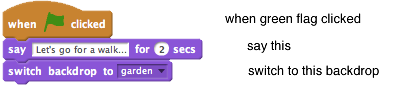 when clicked when green flag clicked
say Let's go for a walk... for 2 secs say this
switch backdrop to garden switch to this backdrop